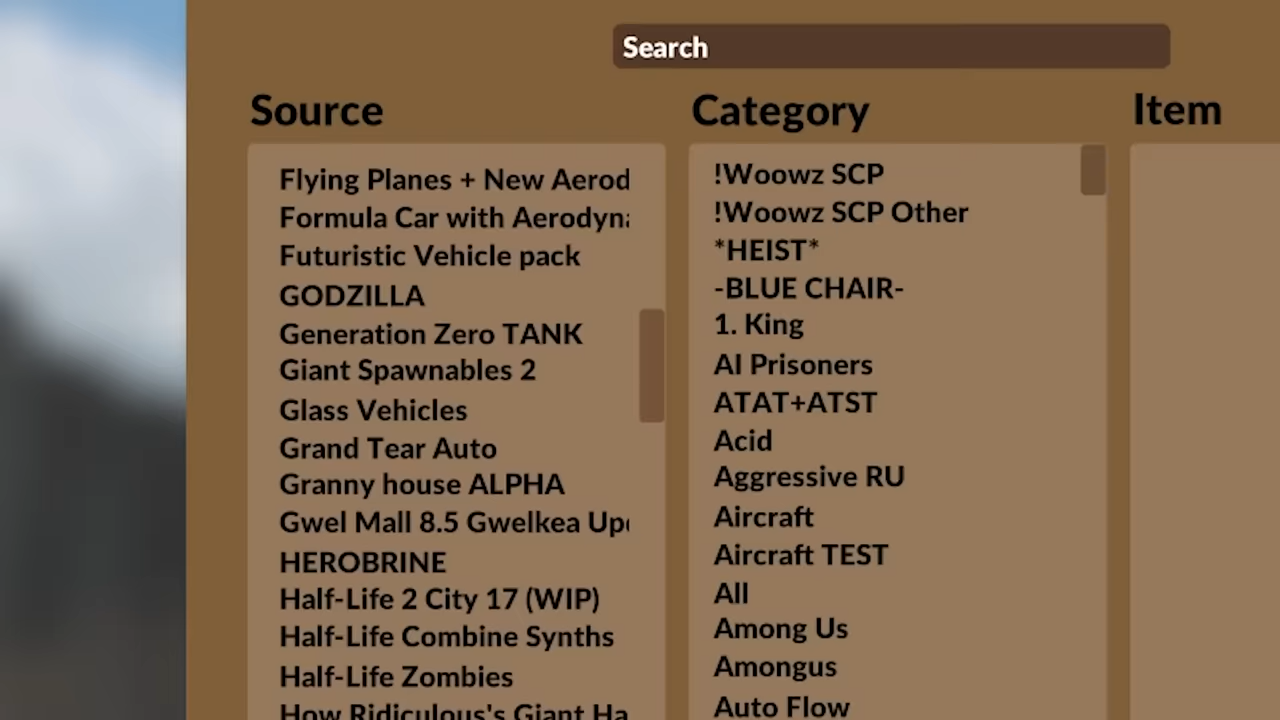 Search
Source
Category
Item
Flying Planes + New Aerod
Formula Car with Aerodyn
Futuristic Vehicle pack
GODZILLA
Generation Zero TANK
Giant Spawnables 2
Glass Vehicles
Grand Tear Auto
Granny house ALPHA
Gwel Mall 8.5 Gwelkea Up
HEROBRINE
Half-Life 2 City 17 (WIP)
Half-Life Combine Synths
Half-Life Zombies
How Ridiculous's Giant Ha
!Woowz SCP
!Woowz SCP Other
*HEIST*
-BLUE CHAIR-
1. King
AI Prisoners
ATAT+ATST
Acid
Aggressive RU
Aircraft
Aircraft TEST
All
Among Us
Amongus
Auto Flow